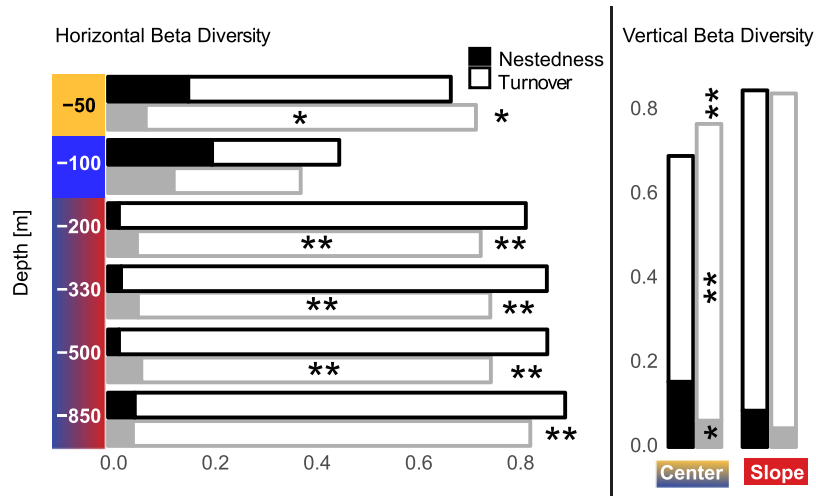 Horizontal Beta Diversity
Nestedness
Turnover
Depth [m]
−50
* *
−100
−200
** **
−330
** **
−500
** **
−850
**
0.0 0.2 0.4 0.6 0.8
Vertical Beta Diversity
0.8
**
0.6
0.4
**
0.2
0.0
*
Center Slope